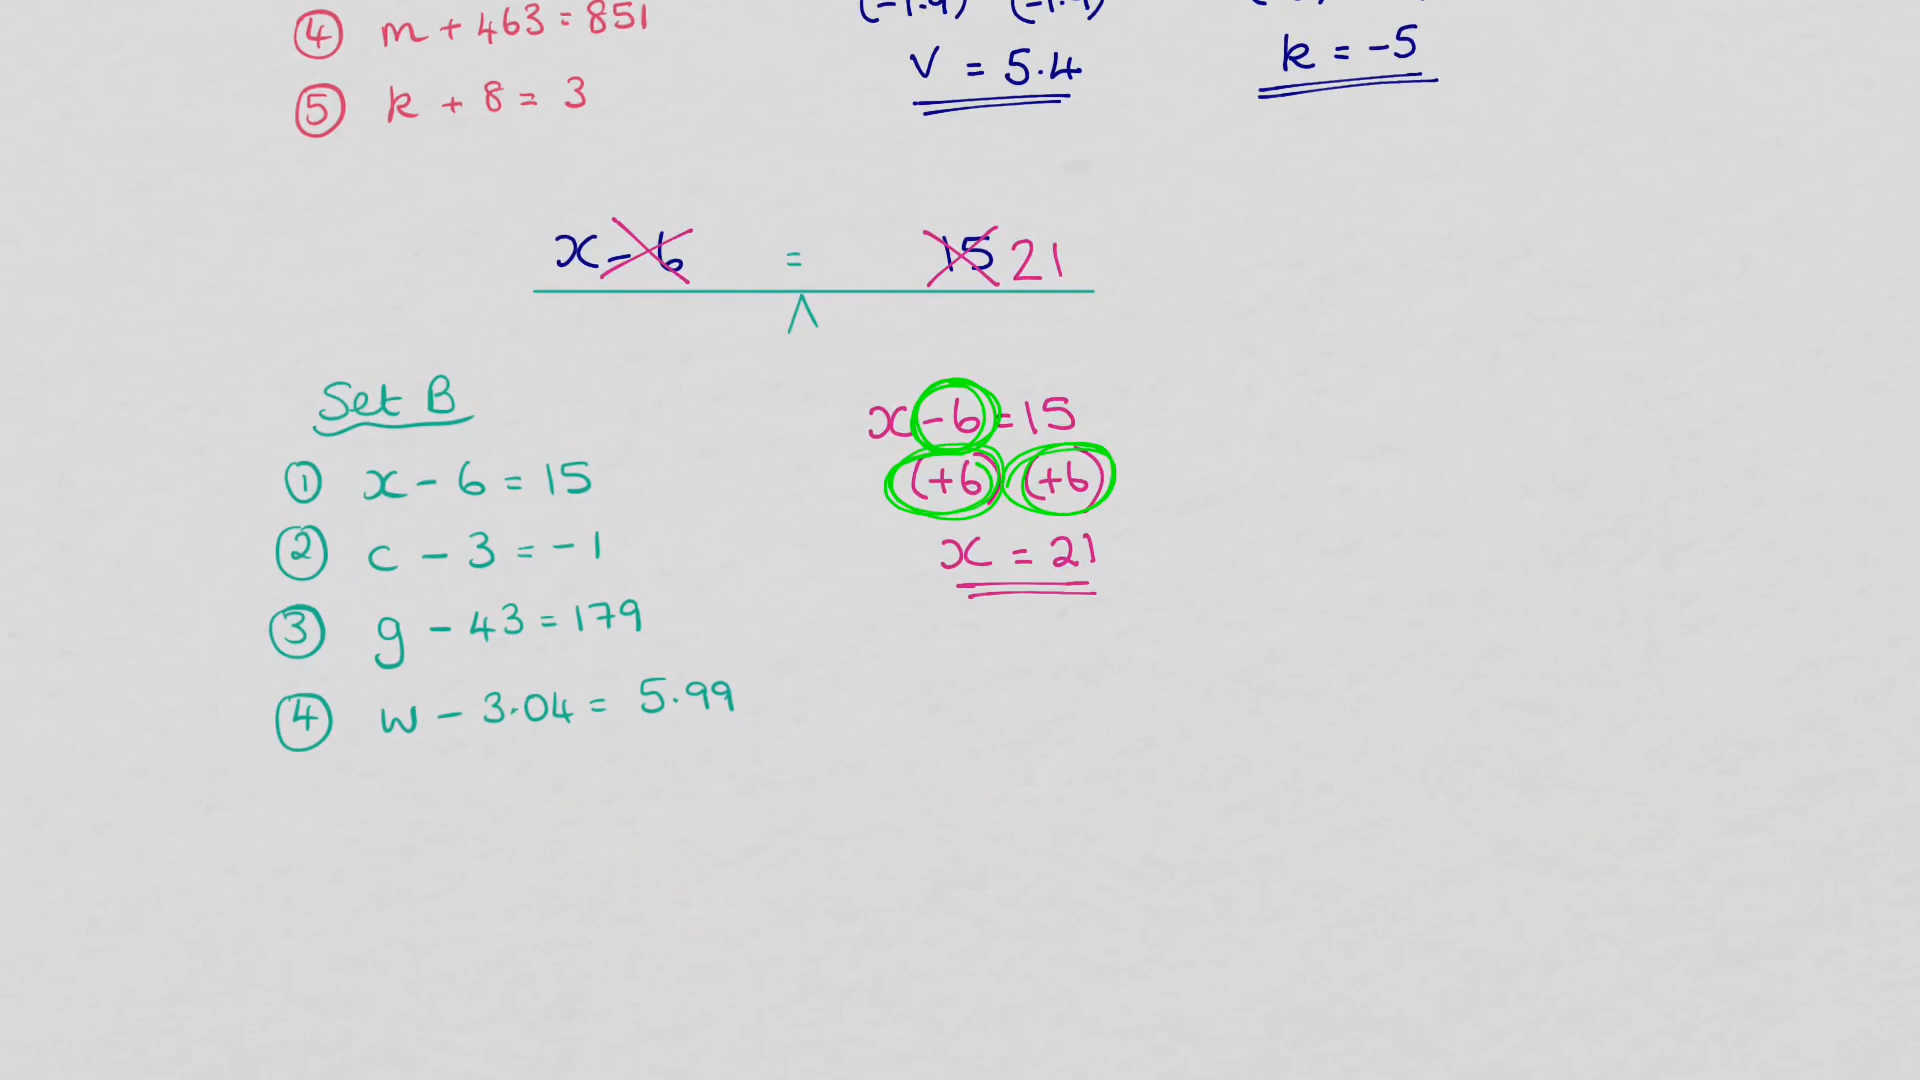 ④ m + 463 = 851
⑤ k + 8 = 3
v = 5.4
k = -5
x - 6 = 15 21
Set B
① x - 6 = 15
② c - 3 = -1
③ g - 43 = 179
④ w - 3.04 = 5.99
x - 6 = 15
(+6) (+6)
x = 21